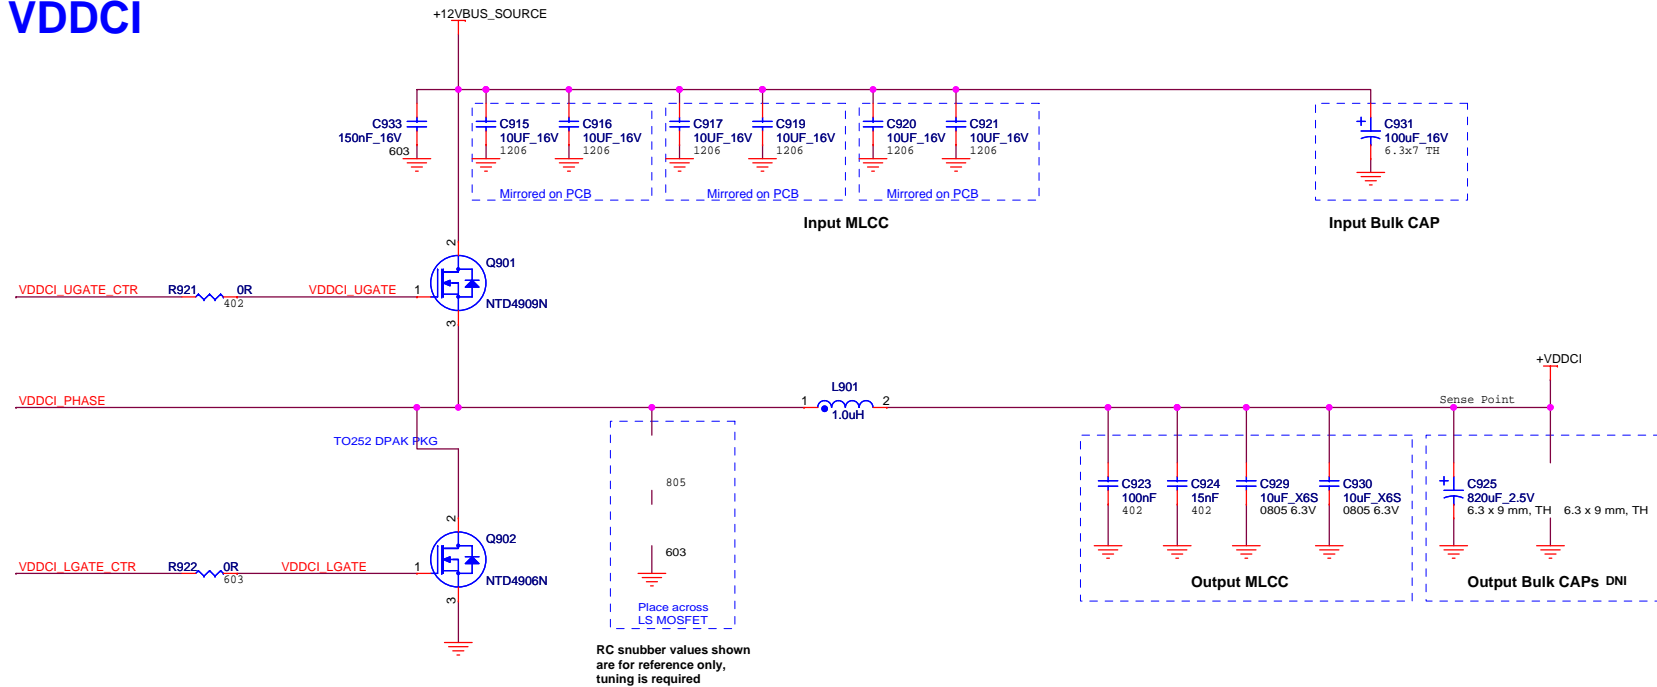 VDDCI
+12VBUS_SOURCE
C933
150nF_16V
603
C915
10UF_16V
1206
C916
10UF_16V
1206
Mirrored on PCB
C917
10UF_16V
1206
C919
10UF_16V
1206
Mirrored on PCB
C920
10UF_16V
1206
C921
10UF_16V
1206
Mirrored on PCB
Input MLCC
C931
100uF_16V
6.3x7 TH
Input Bulk CAP
VDDCI_UGATE_CTR
R921 0R
402
VDDCI_UGATE
1
2
3
Q901
NTD4909N
VDDCI_PHASE
TO252 DPAK PKG
L901
1 2
1.0uH
+VDDCI
Sense Point
805
603
Place across
LS MOSFET
RC snubber values shown
are for reference only,
tuning is required
VDDCI_LGATE_CTR
R922 0R
603
VDDCI_LGATE
1
2
3
Q902
NTD4906N
C923
100nF
402
C924
15nF
402
C929
10uF_X6S
0805 6.3V
C930
10uF_X6S
0805 6.3V
Output MLCC
C925
820uF_2.5V
6.3 x 9 mm, TH
6.3 x 9 mm, TH
Output Bulk CAPs DNI